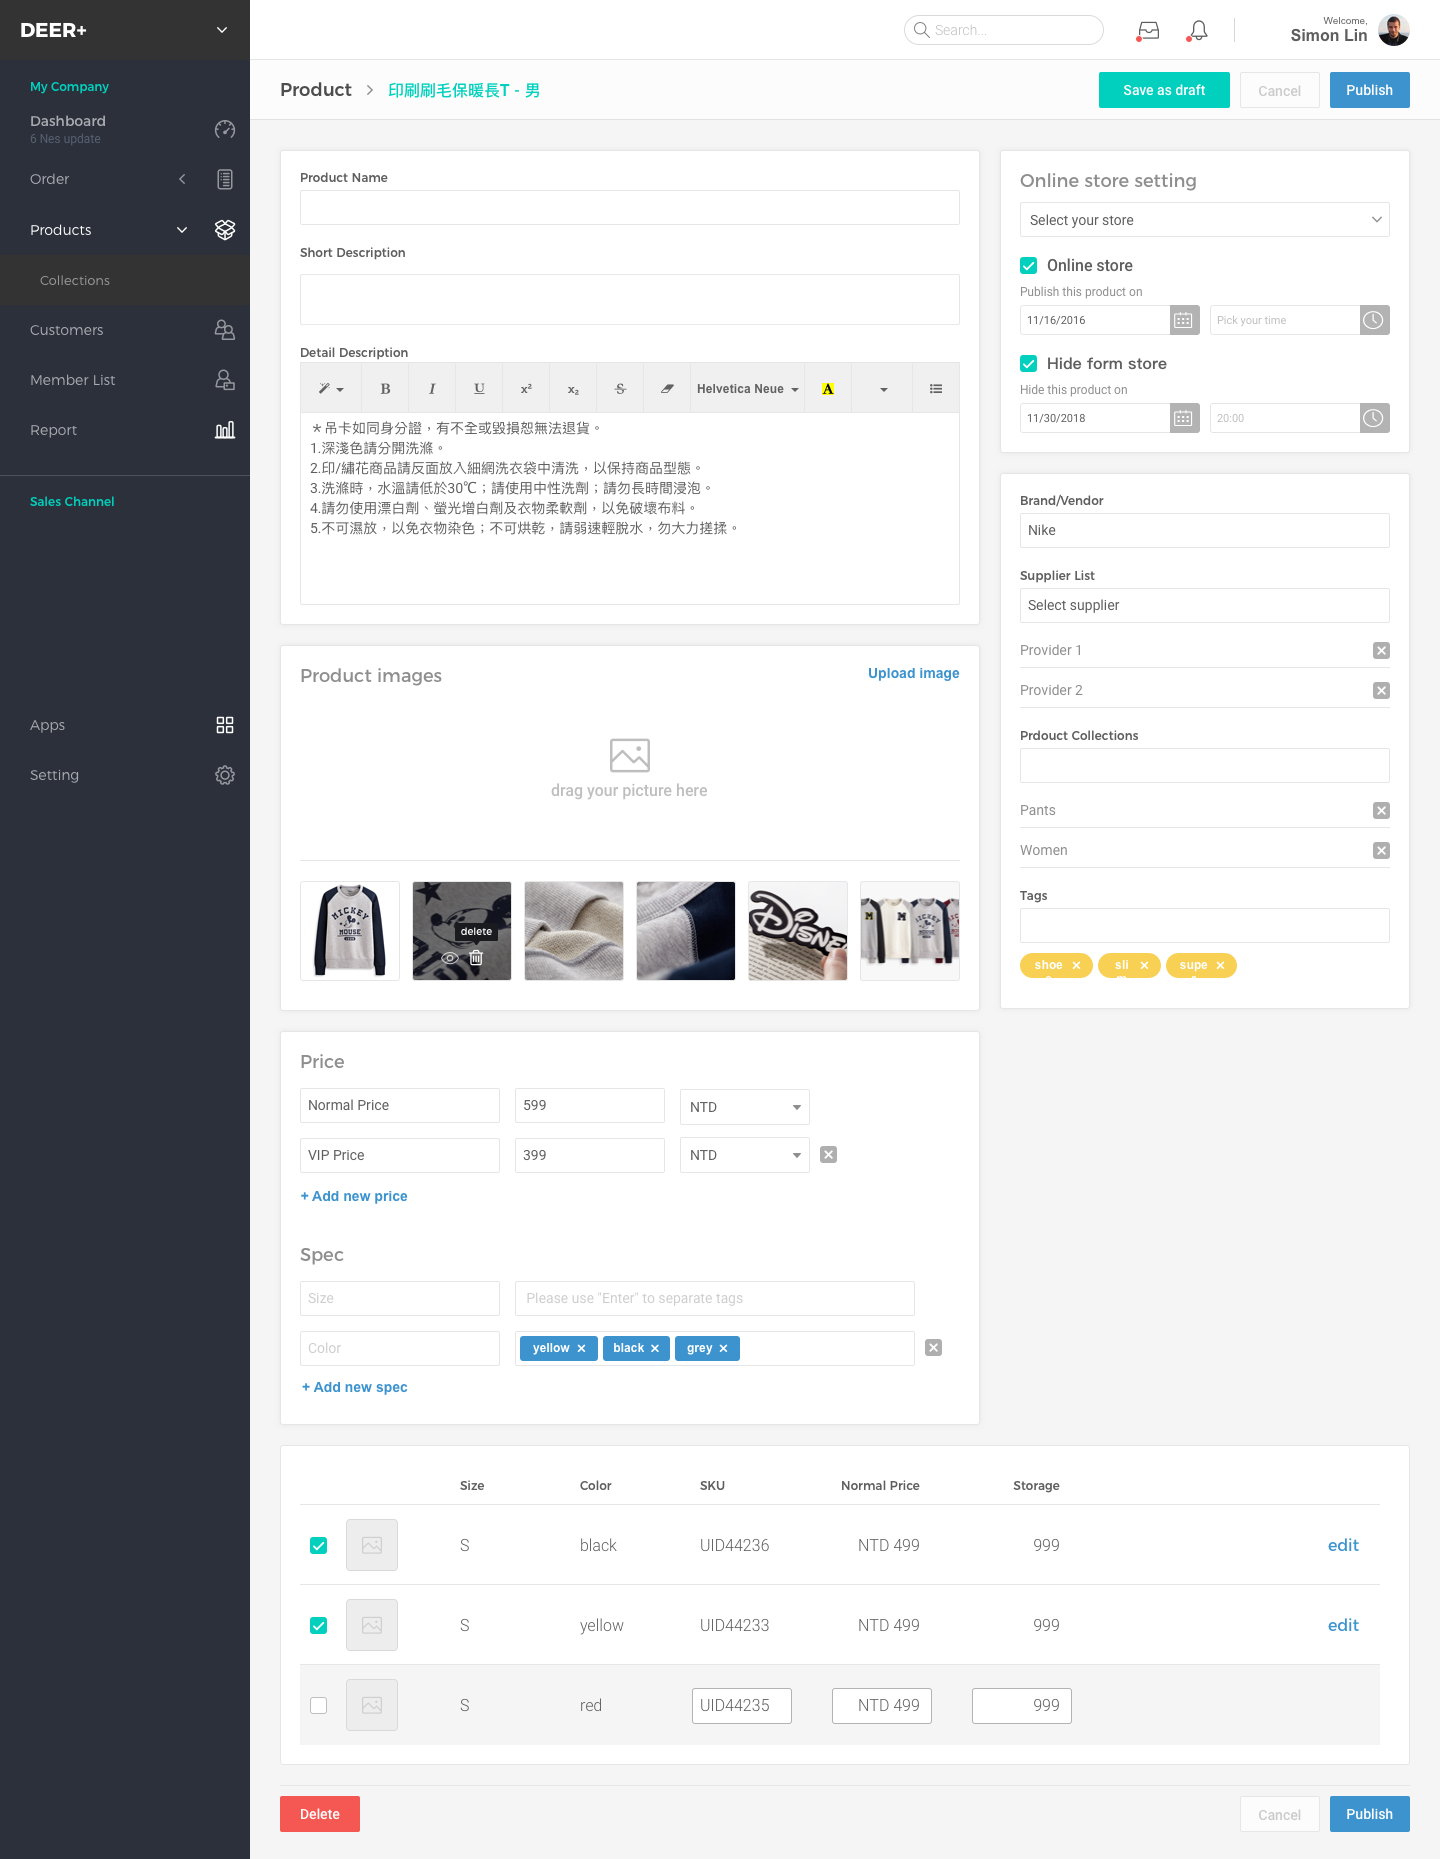 DEER+
Search...
Welcome,
Simon Lin
My Company
Dashboard
6 Nes update
Order
Products
Collections
Customers
Member List
Report
Sales Channel
Apps
Setting
Product > 印刷刷毛保暖長T - 男
Save as draft
Cancel
Publish
Product Name
Short Description
Detail Description
B I U x² x₂ S Helvetica Neue A
＊吊卡如同身分證，有不全或毀損恕無法退貨。
1.深淺色請分開洗滌。
2.印/繡花商品請反面放入細網洗衣袋中清洗，以保持商品型態。
3.洗滌時，水溫請低於30℃；請使用中性洗劑；請勿長時間浸泡。
4.請勿使用漂白劑、螢光增白劑及衣物柔軟劑，以免破壞布料。
5.不可濕放，以免衣物染色；不可烘乾，請弱速輕脫水，勿大力搓揉。
Product images
Upload image
drag your picture here
MICKEY
MOUSE
delete
DISNE
Price
Normal Price 599 NTD
VIP Price 399 NTD
+ Add new price
Spec
Size Please use "Enter" to separate tags
Color yellow black grey
+ Add new spec
Online store setting
Select your store
Online store
Publish this product on
11/16/2016 Pick your time
Hide form store
Hide this product on
11/30/2018 20:00
Brand/Vendor
Nike
Supplier List
Select supplier
Provider 1
Provider 2
Prdouct Collections
Pants
Women
Tags
shoe sli supe
Size Color SKU Normal Price Storage
S black UID44236 NTD 499 999 edit
S yellow UID44233 NTD 499 999 edit
S red UID44235 NTD 499 999
Delete
Cancel
Publish